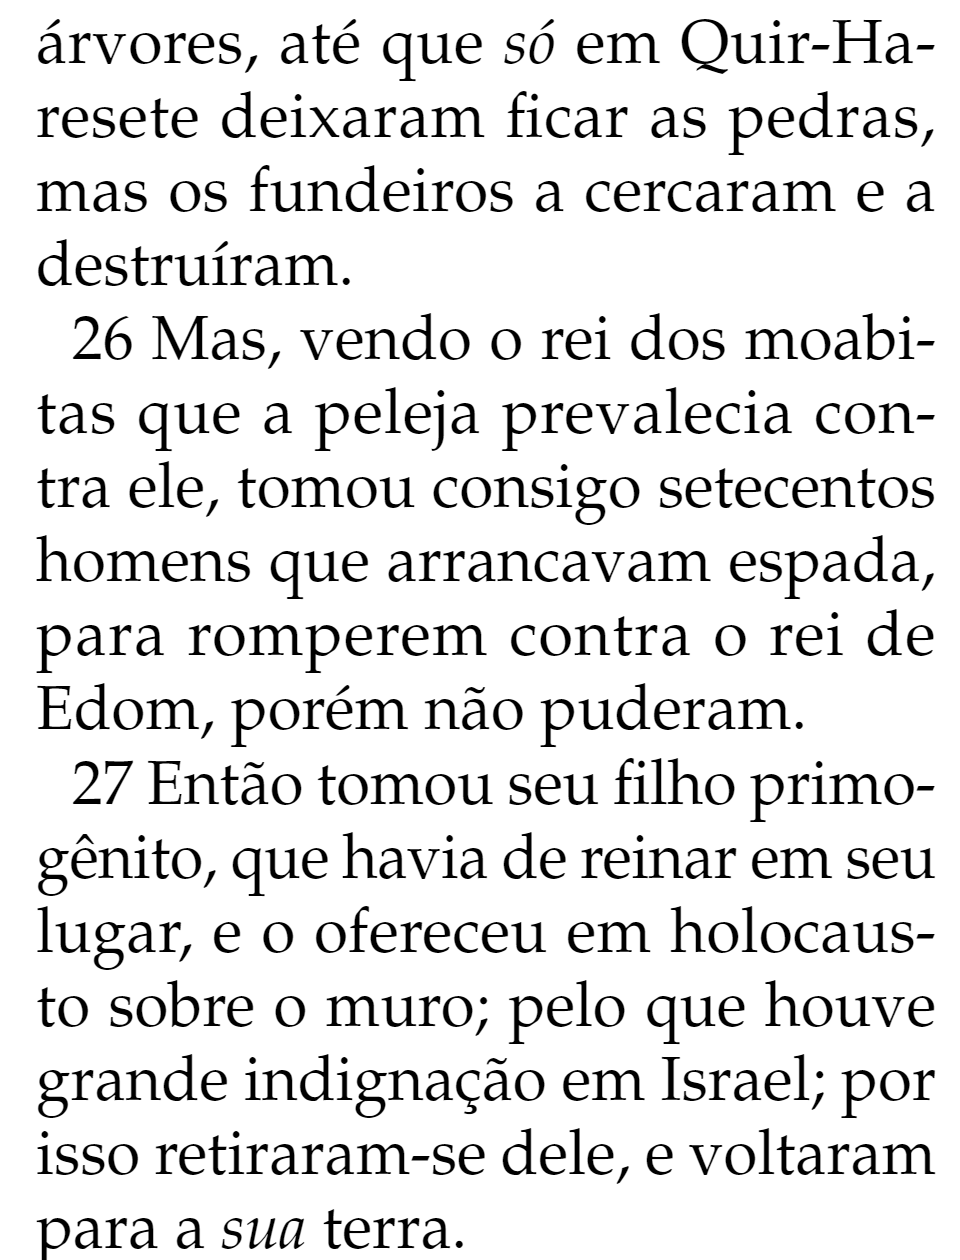 árvores, até que só em Quir-Ha-
resete deixaram ficar as pedras,
mas os fundeiros a cercaram e a
destruíram.
26 Mas, vendo o rei dos moabi-
tas que a peleja prevalecia con-
tra ele, tomou consigo setecentos
homens que arrancavam espada,
para romperem contra o rei de
Edom, porém não puderam.
27 Então tomou seu filho primo-
gênito, que havia de reinar em seu
lugar, e o ofereceu em holocaus-
to sobre o muro; pelo que houve
grande indignação em Israel; por
isso retiraram-se dele, e voltaram
para a sua terra.